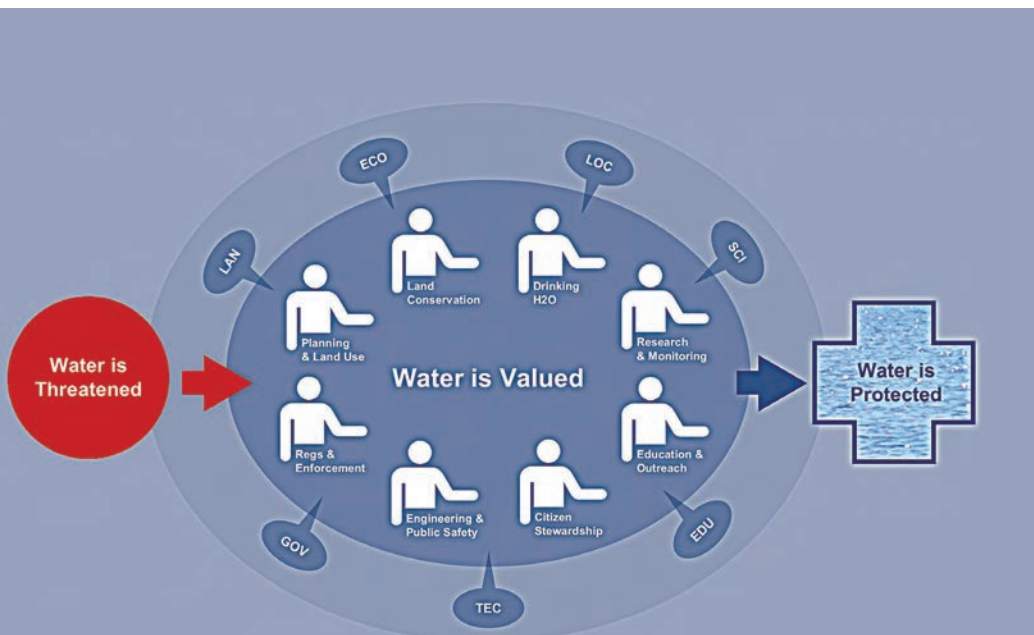 ECO
LOC
LAN
SCI
Land
Conservation
Drinking
H2O
Planning
& Land Use
Research
& Monitoring
Water is
Threatened
Water is Valued
Water is
Protected
Regs &
Enforcement
Education &
Outreach
Engineering &
Public Safety
Citizen
Stewardship
GOV
EDU
TEC